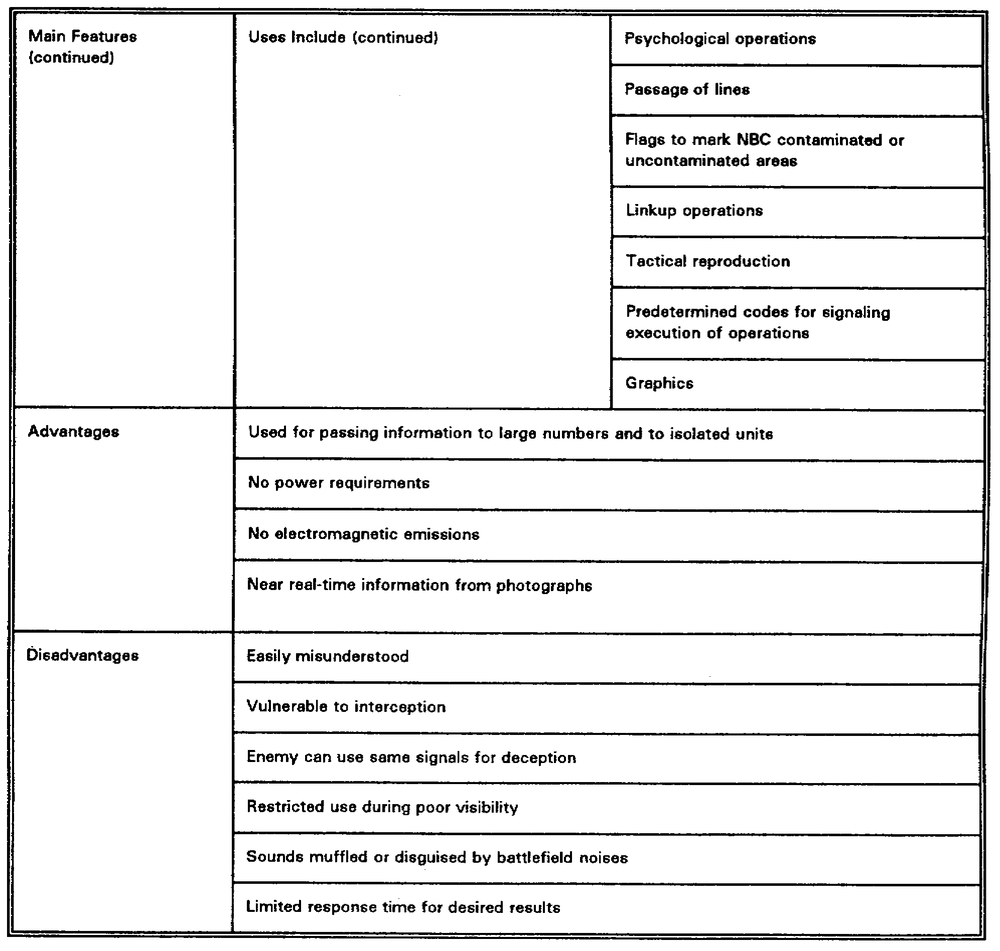 Main Features
(continued)
Uses Include (continued)
Psychological operations
Passage of lines
Flags to mark NBC contaminated or
uncontaminated areas
Linkup operations
Tactical reproduction
Predetermined codes for signaling
execution of operations
Graphics
Advantages
Used for passing information to large numbers and to isolated units
No power requirements
No electromagnetic emissions
Near real-time information from photographs
Disadvantages
Easily misunderstood
Vulnerable to interception
Enemy can use same signals for deception
Restricted use during poor visibility
Sounds muffled or disguised by battlefield noises
Limited response time for desired results